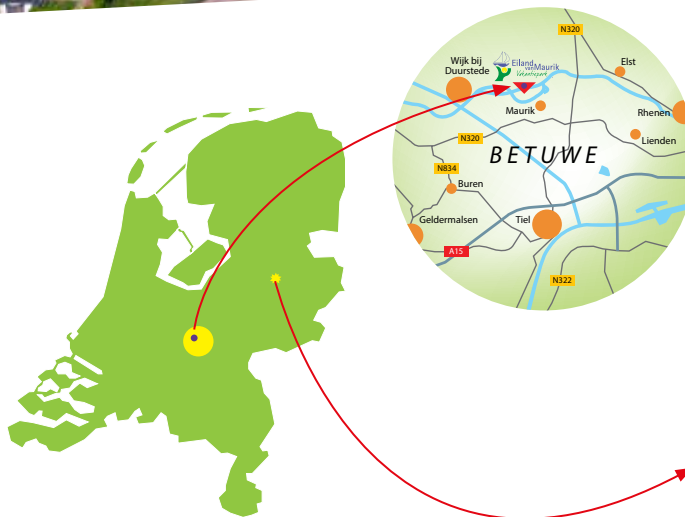 N320
Eiland
van Maurik
Vakantiepark
Wijk bij
Duurstede
Elst
Maurik
Rhenen
N320
Lienden
BETUWE
N834
Buren
Geldermalsen
Tiel
A15
N322